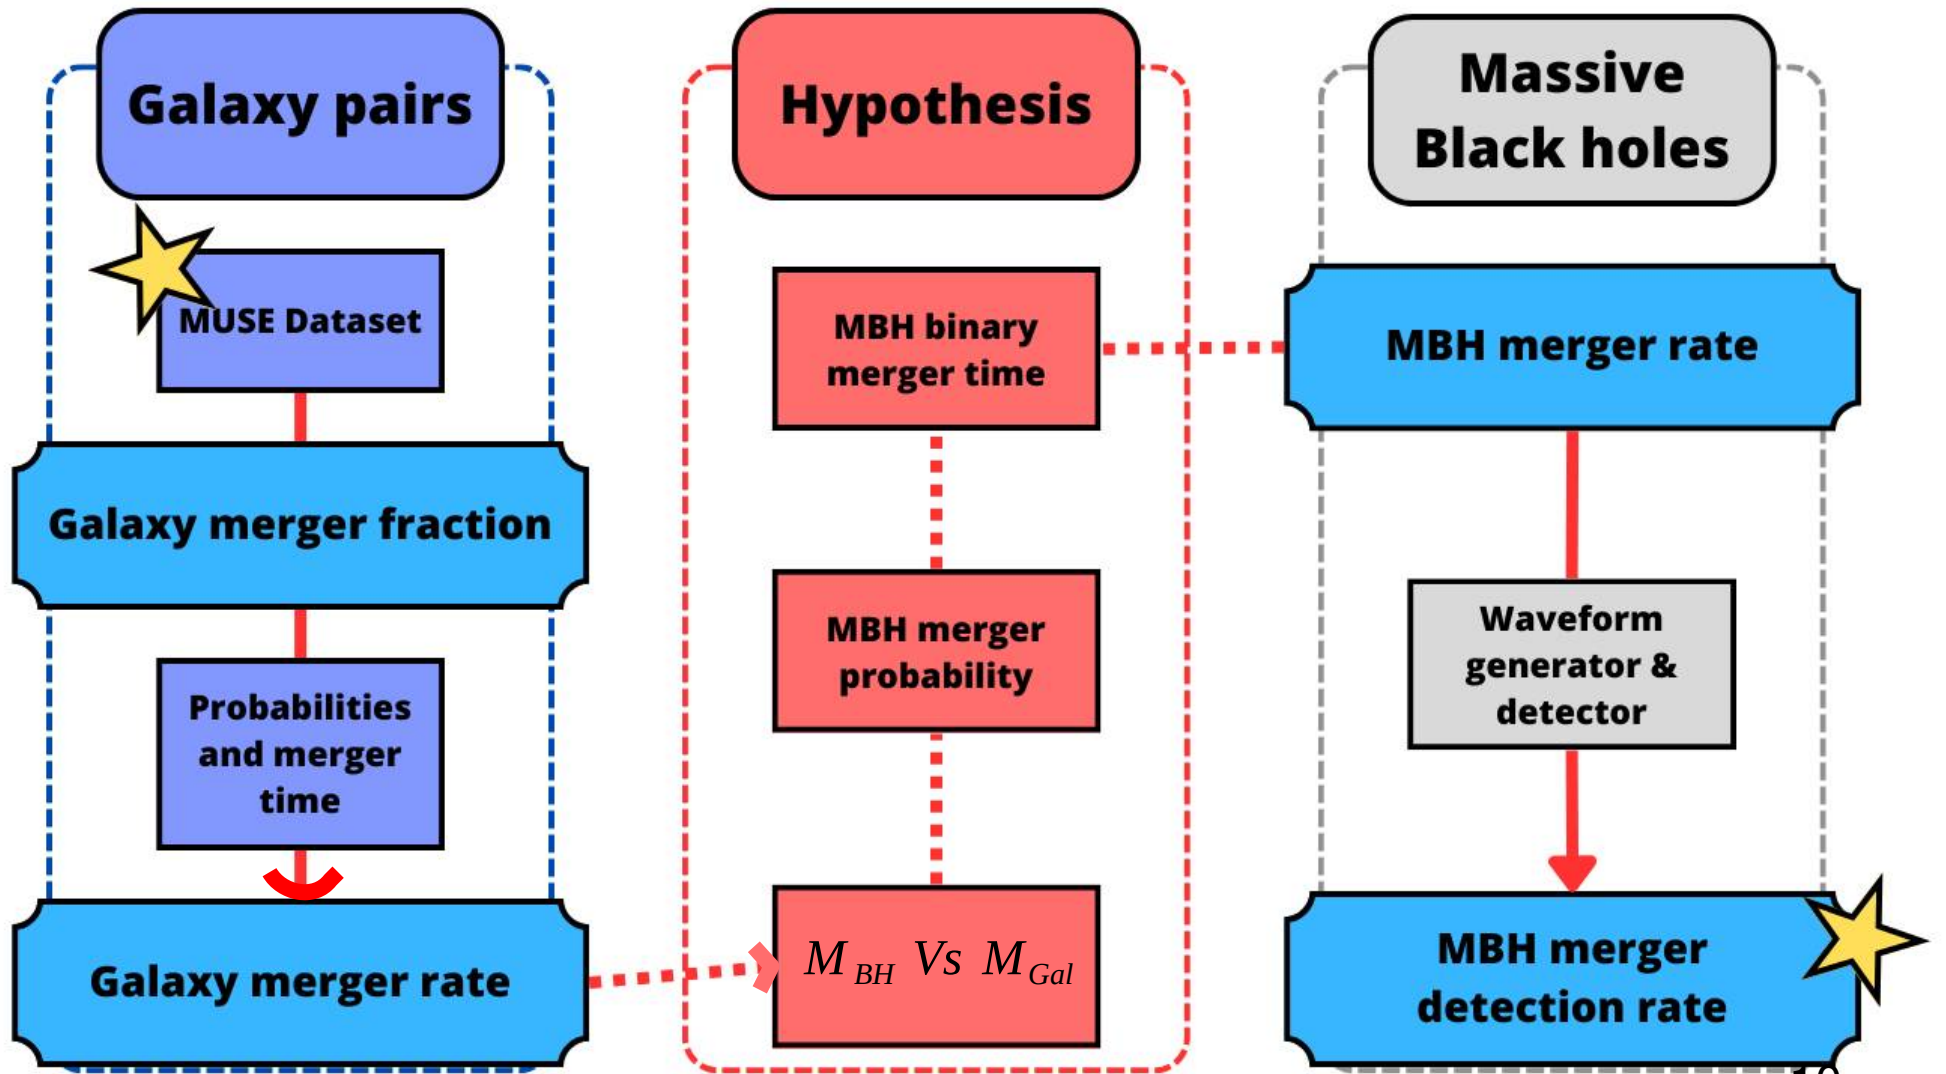 Galaxy pairs
MUSE Dataset
Galaxy merger fraction
Probabilities
and merger
time
Galaxy merger rate
Hypothesis
MBH binary
merger time
MBH merger
probability
M BH Vs M Gal
Massive
Black holes
MBH merger rate
Waveform
generator &
detector
MBH merger
detection rate